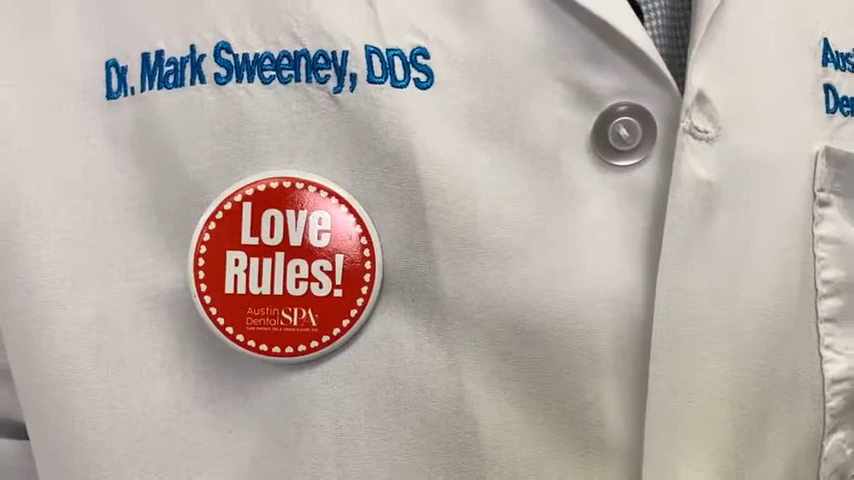 Dr. Mark Sweeney, DDS
Love
Rules!
Austin
Dental SPA